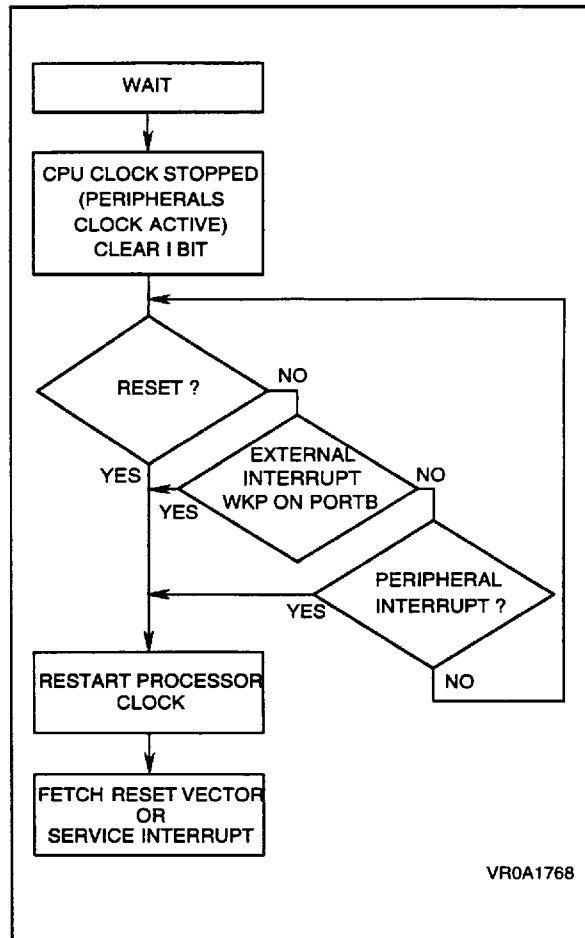 WAIT
CPU CLOCK STOPPED
(PERIPHERALS
CLOCK ACTIVE)
CLEAR I BIT
RESET ?
NO
YES
EXTERNAL
INTERRUPT
WKP ON PORTB
NO
YES
PERIPHERAL
INTERRUPT ?
YES
NO
RESTART PROCESSOR
CLOCK
FETCH RESET VECTOR
OR
SERVICE INTERRUPT
VR0A1768